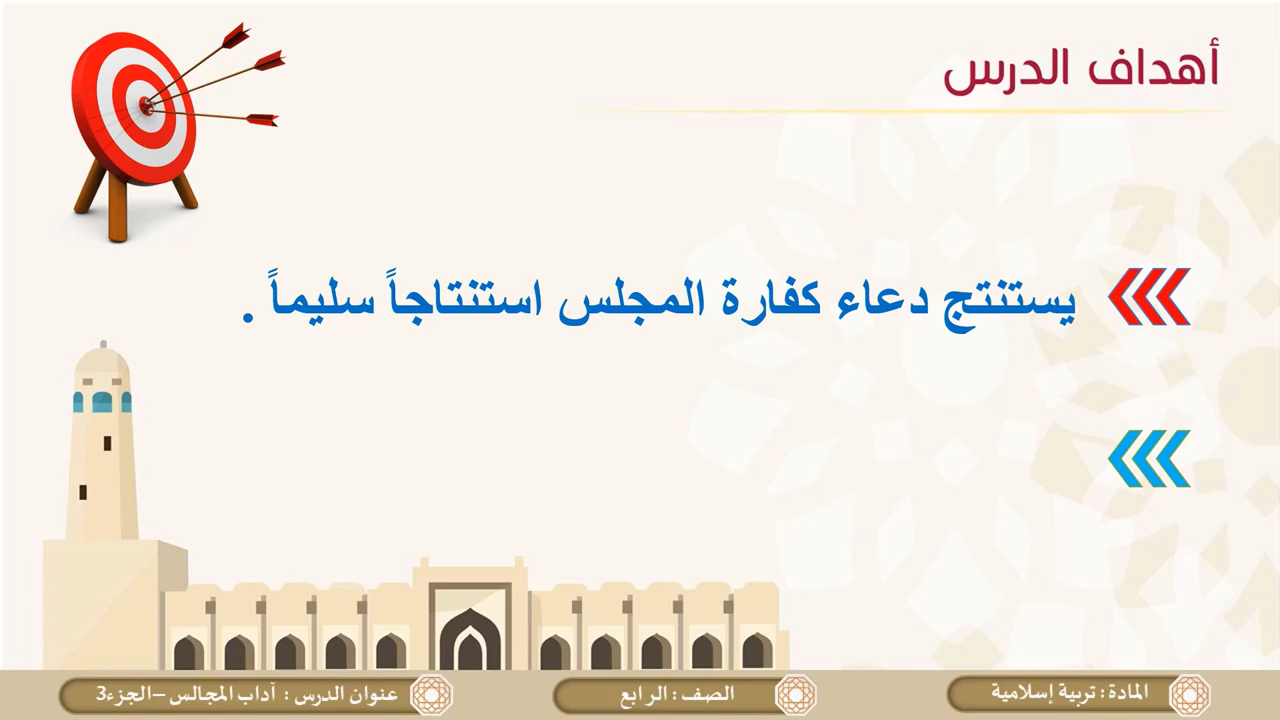 أهداف الدرس
يستنتج دعاء كفارة المجلس استنتاجاً سليماً .
المادة : تربية إسلامية
الصف : الرابع
عنوان الدرس : آداب المجالس –الجزء3